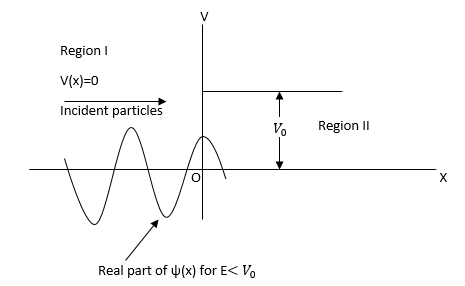 V
Region I
V(x)=0
Incident particles
V₀
Region II
O
X
Real part of ψ(x) for E< V₀